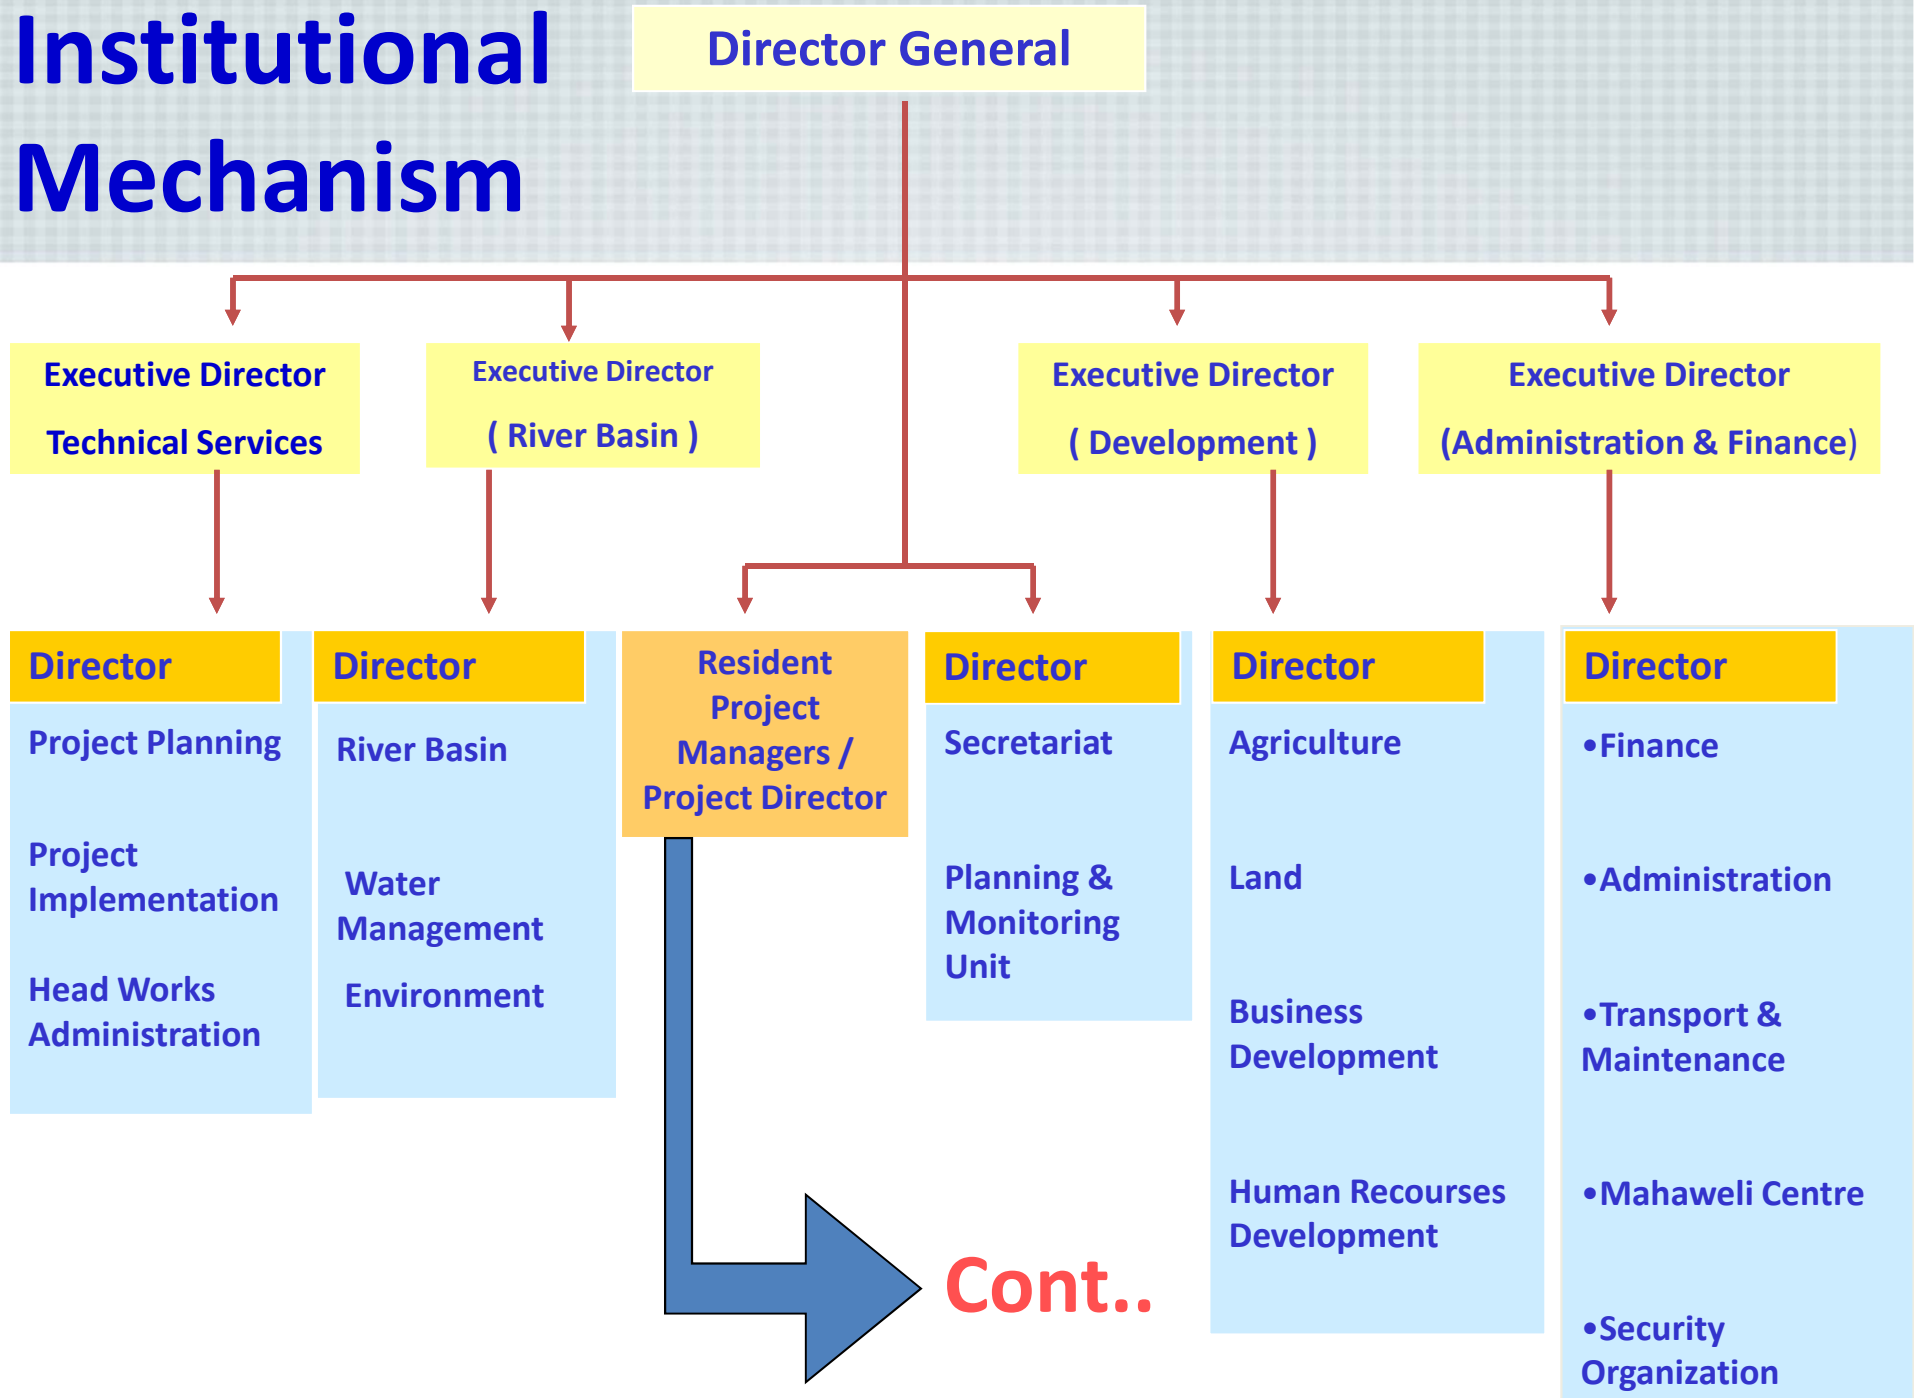 Institutional
Mechanism
Director General
Executive Director
Technical Services
Executive Director
( River Basin )
Executive Director
( Development )
Executive Director
(Administration & Finance)
Director
Project Planning
Project
Implementation
Head Works
Administration
Director
River Basin
Water
Management
Environment
Resident
Project
Managers /
Project Director
Director
Secretariat
Planning &
Monitoring
Unit
Director
Agriculture
Land
Business
Development
Human Recourses
Development
Director
•Finance
•Administration
•Transport &
Maintenance
•Mahaweli Centre
•Security
Organization
Cont..